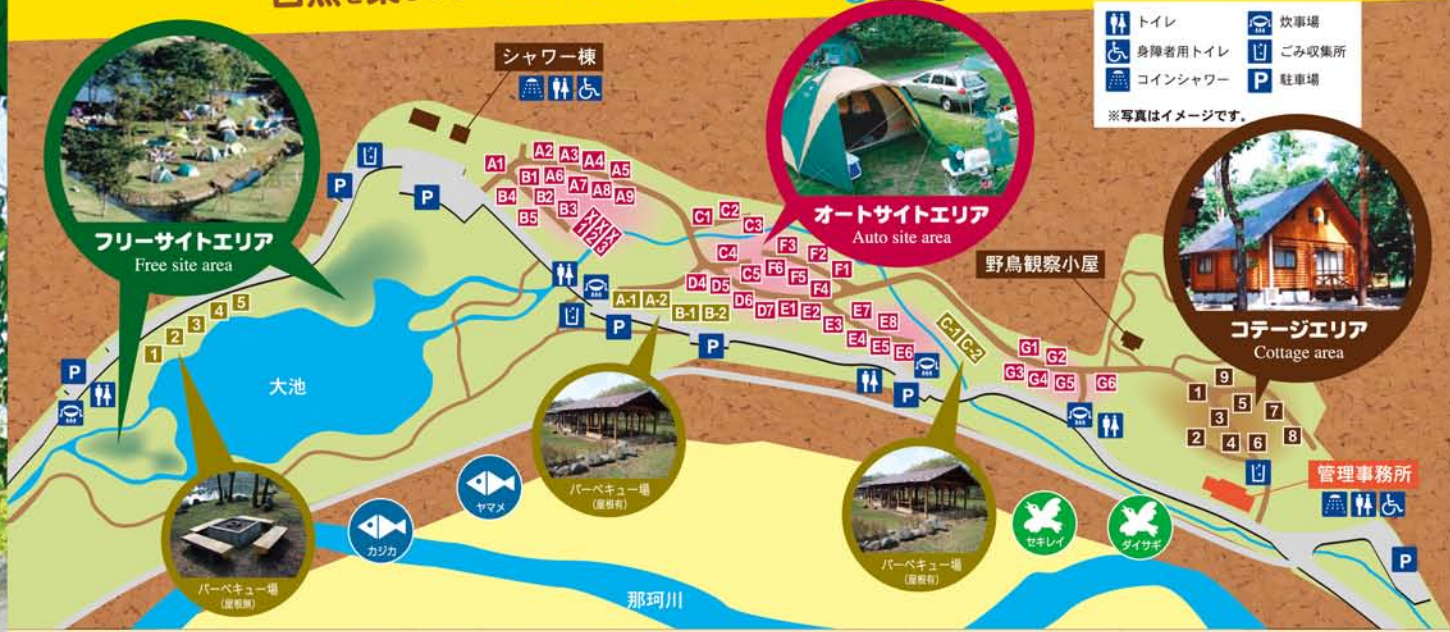 トイレ
炊事場
身障者用トイレ
ごみ収集所
コインシャワー
P
駐車場
※写真はイメージです。
シャワー棟
フリーサイトエリア
Free site area
オートサイトエリア
Auto site area
野鳥観察小屋
コテージエリア
Cottage area
P
P
A1 A2 A3 A4 A5
B1 A6 A7 A8 A9
B4 B2 B3
B5
X1 X2 X3
C1 C2 C3
C4 C5 F6 F3 F2
F5 F1
F4
D4 D5 D6 D7 E1 E2 E3
E7 E8
E4 E5 E6
A-1 A-2
B-1 B-2
C-1 C-2
G1 G2
G3 G4 G5 G6
1 2 3 4 5
P
P
P
P
大池
9
1 3 5 7
2 4 6 8
管理事務所
P
バーベキュー場
(屋根無)
カジカ
ヤマメ
バーベキュー場
(屋根有)
バーベキュー場
(屋根有)
セキレイ
ダイサギ
那珂川